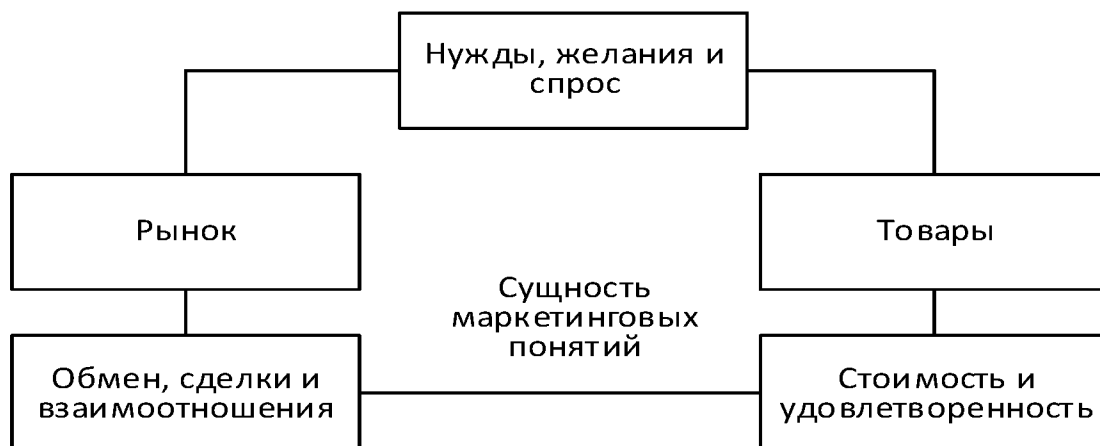 Нужды, желания и
спрос
Рынок
Товары
Сущность
маркетинговых
понятий
Обмен, сделки и
взаимоотношения
Стоимость и
удовлетворенность